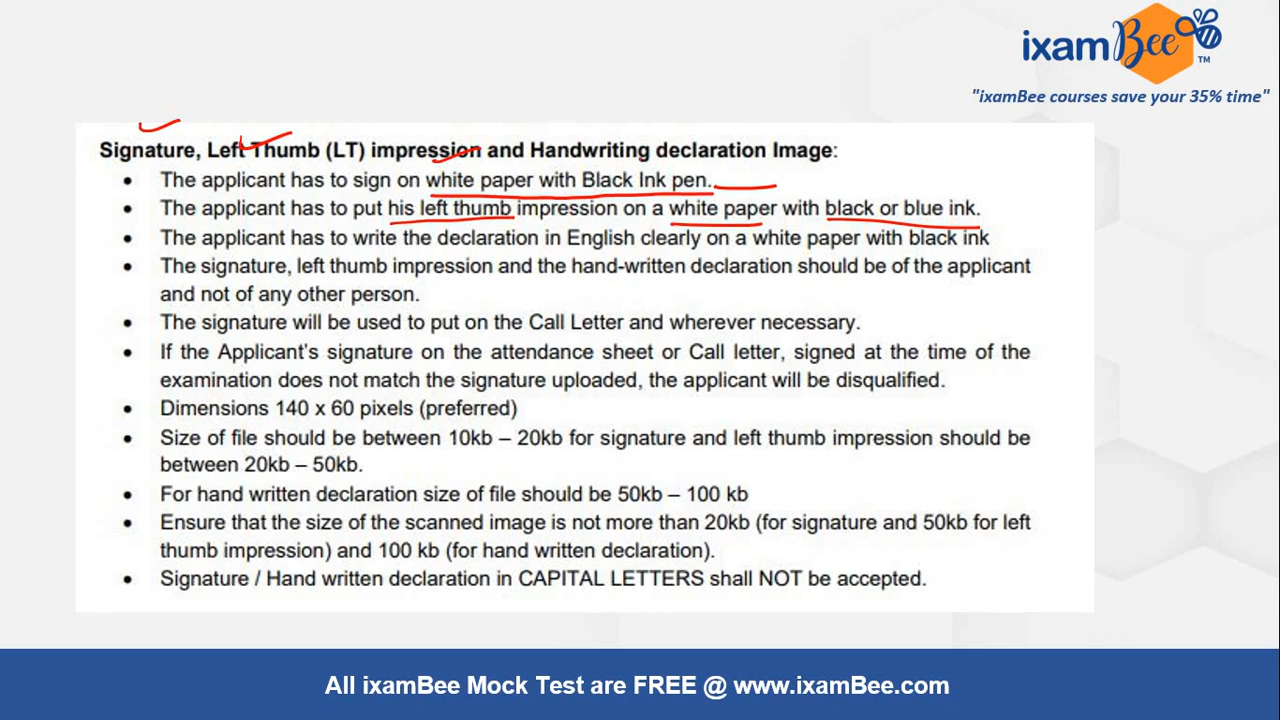 ixamBee TM
"ixamBee courses save your 35% time"
Signature, Left Thumb (LT) impression and Handwriting declaration Image:
• The applicant has to sign on white paper with Black Ink pen.
• The applicant has to put his left thumb impression on a white paper with black or blue ink.
• The applicant has to write the declaration in English clearly on a white paper with black ink
• The signature, left thumb impression and the hand-written declaration should be of the applicant
and not of any other person.
• The signature will be used to put on the Call Letter and wherever necessary.
• If the Applicant's signature on the attendance sheet or Call letter, signed at the time of the
examination does not match the signature uploaded, the applicant will be disqualified.
• Dimensions 140 x 60 pixels (preferred)
• Size of file should be between 10kb – 20kb for signature and left thumb impression should be
between 20kb – 50kb.
• For hand written declaration size of file should be 50kb – 100 kb
• Ensure that the size of the scanned image is not more than 20kb (for signature and 50kb for left
thumb impression) and 100 kb (for hand written declaration).
• Signature / Hand written declaration in CAPITAL LETTERS shall NOT be accepted.
All ixamBee Mock Test are FREE @ www.ixamBee.com